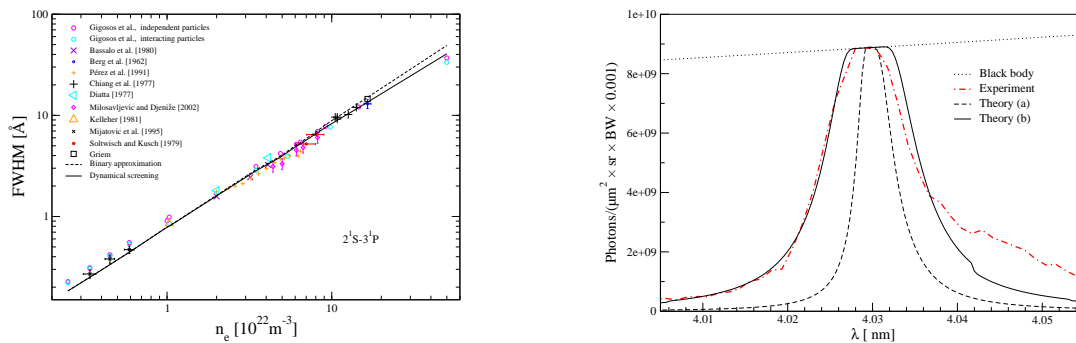 100
10
1
FWHM [Å]
Gigosos et al., independent particles
Gigosos et al., interacting particles
Bassalo et al. [1980]
Berg et al. [1962]
Pérez et al. [1991]
Chiang et al. [1977]
Diatta [1977]
Milosavljević and Djeniže [2002]
Kelleher [1981]
Mijatović et al. [1995]
Soltwisch and Kusch [1979]
Griem
Binary approximation
Dynamical screening
2¹S-3¹P
1 10
nₑ [10²²m⁻³]
1e+10
8e+09
6e+09
4e+09
2e+09
0
Photons/(μm² × sr × BW × 0.001)
Black body
Experiment
Theory (a)
Theory (b)
4.01 4.02 4.03 4.04 4.05
λ [ nm]